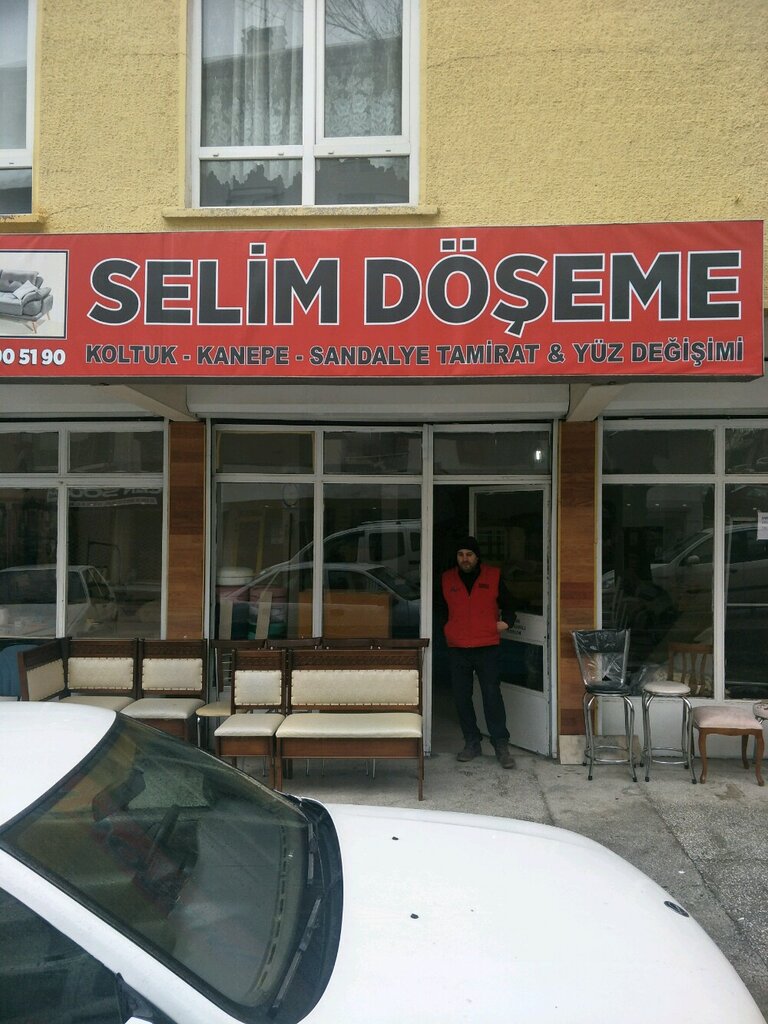 SELİM DÖŞEME
00 51 90
KOLTUK - KANEPE - SANDALYE TAMİRAT & YÜZ DEĞİŞİMİ